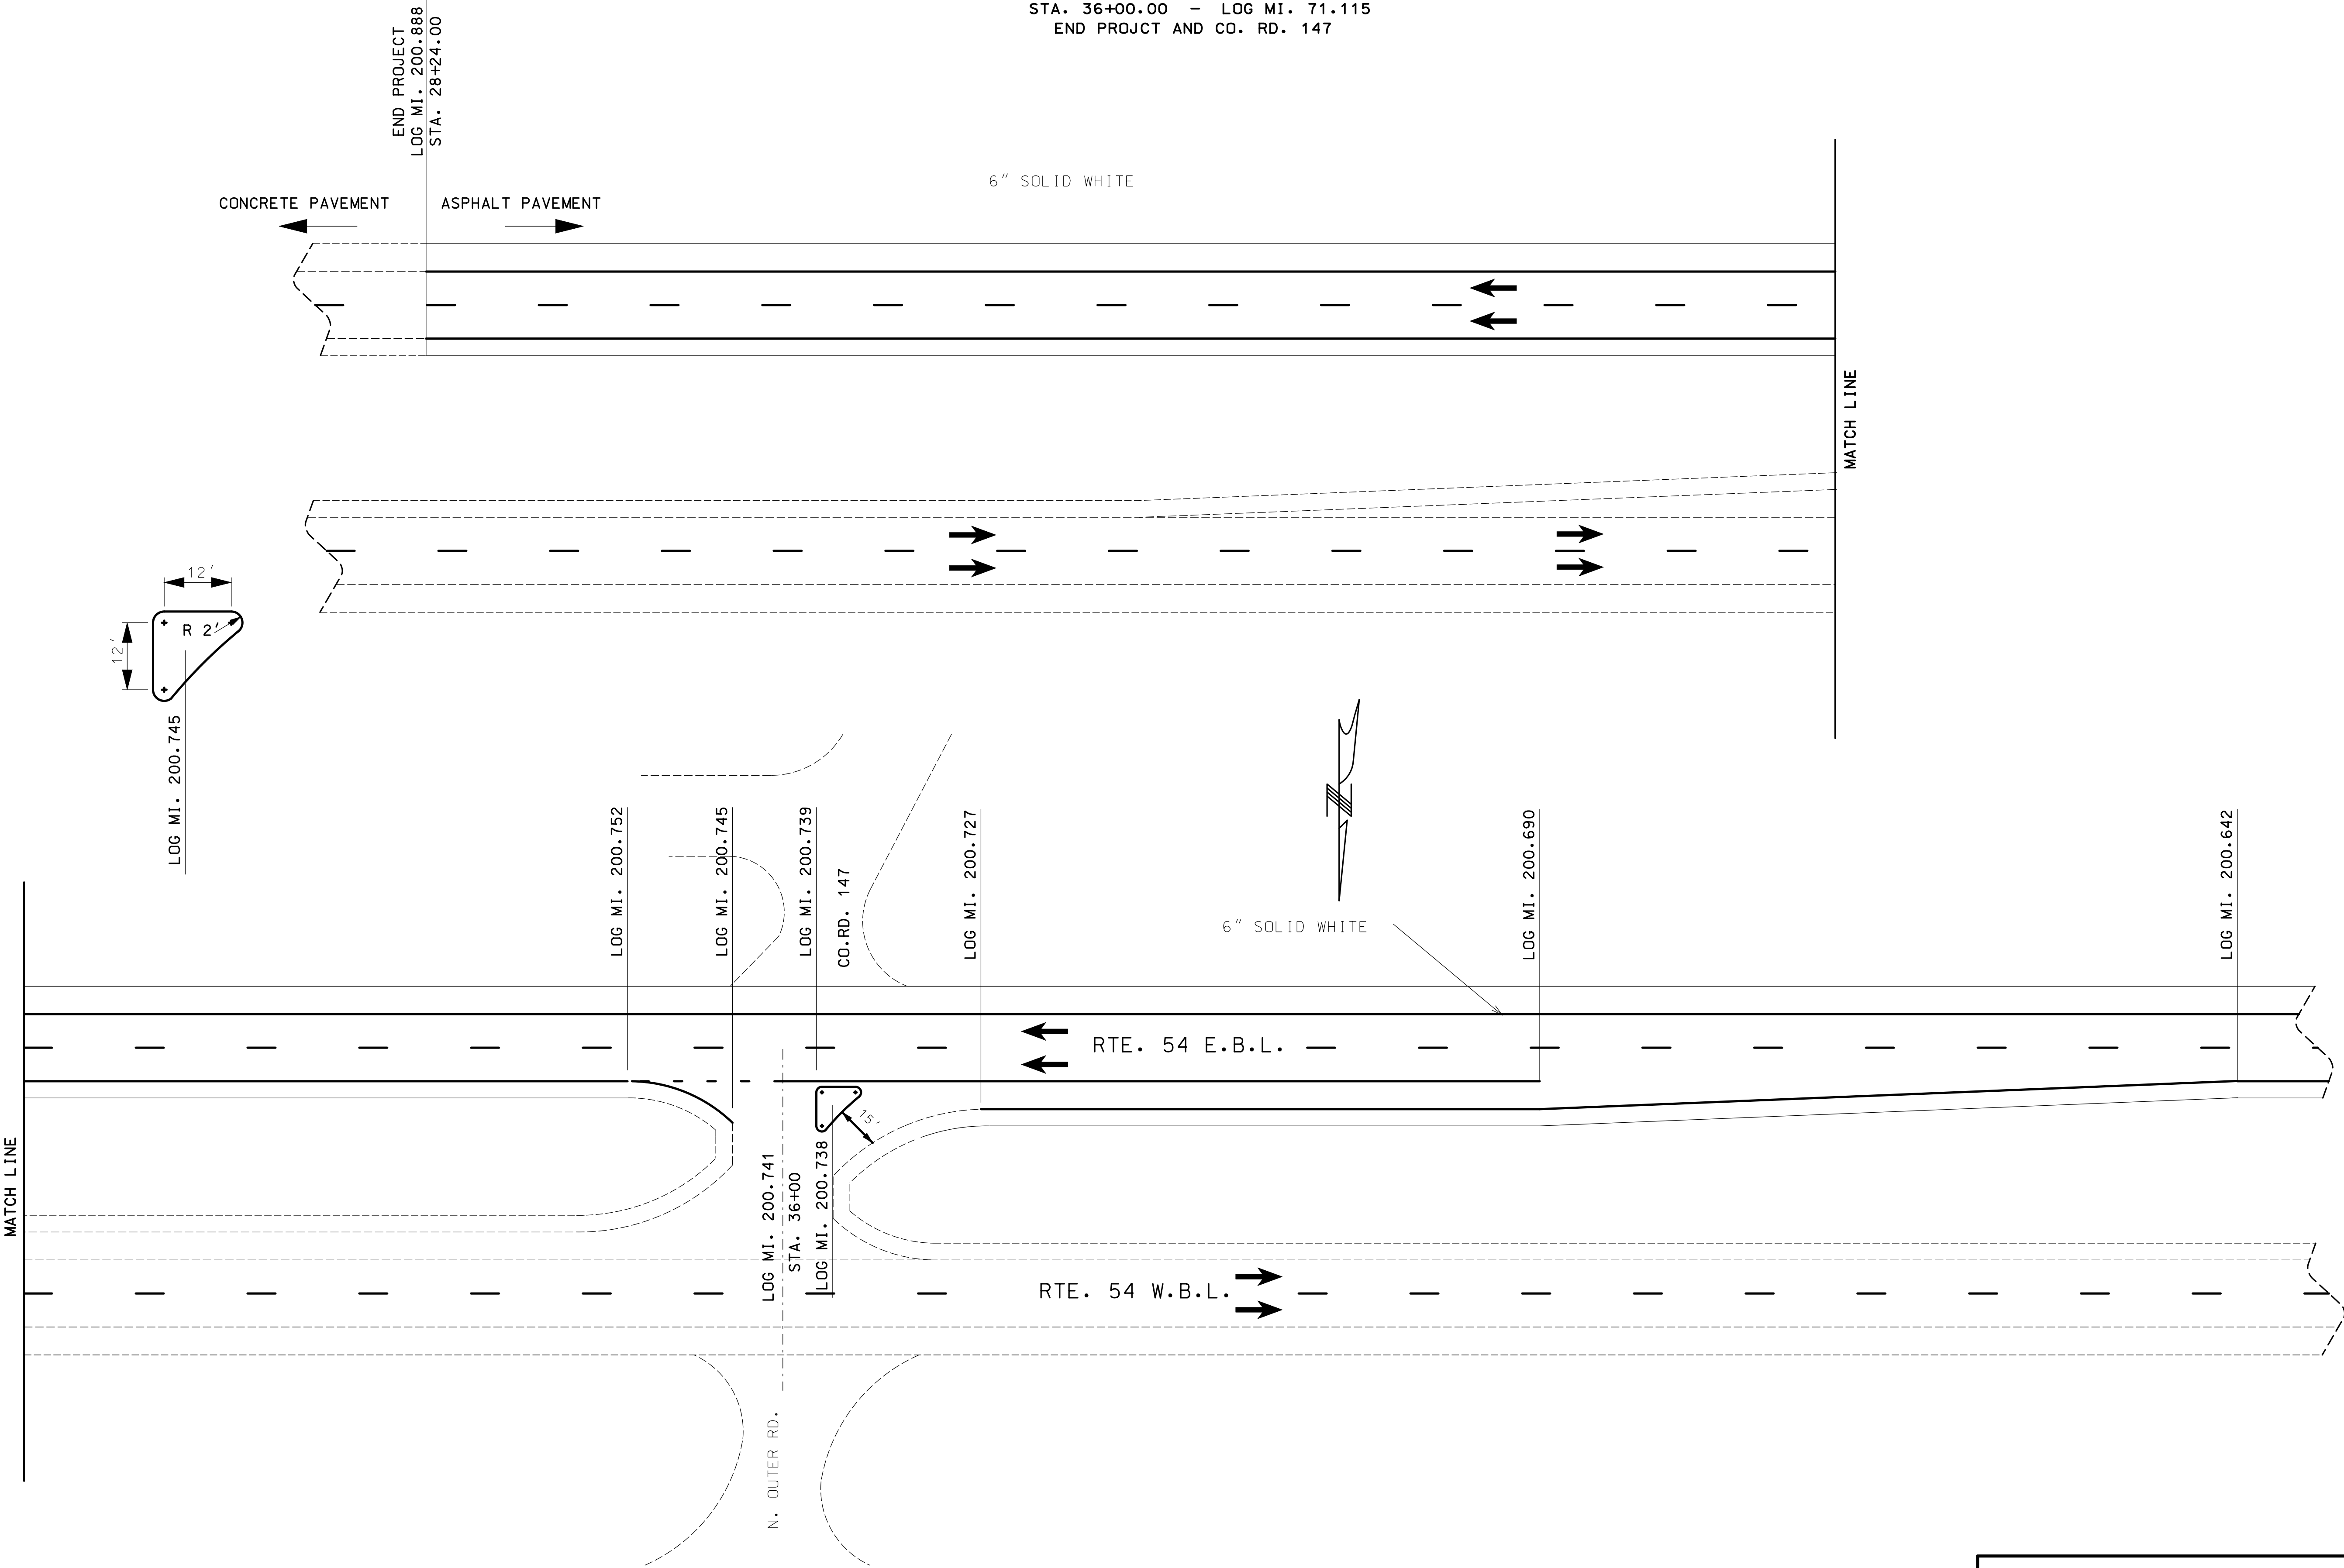 STA. 36+00.00 - LOG MI. 71.115
END PROJCT AND CO. RD. 147
END PROJECT
LOG MI. 200.888
STA. 28+24.00
6" SOLID WHITE
CONCRETE PAVEMENT
ASPHALT PAVEMENT
MATCH LINE
12'
12'
R 2'
LOG MI. 200.745
N
LOG MI. 200.752
LOG MI. 200.745
LOG MI. 200.739
CO.RD. 147
LOG MI. 200.727
6" SOLID WHITE
LOG MI. 200.690
LOG MI. 200.642
RTE. 54 E.B.L.
15'
MATCH LINE
LOG MI. 200.741
STA. 36+00
LOG MI. 200.738
RTE. 54 W.B.L.
N. OUTER RD.